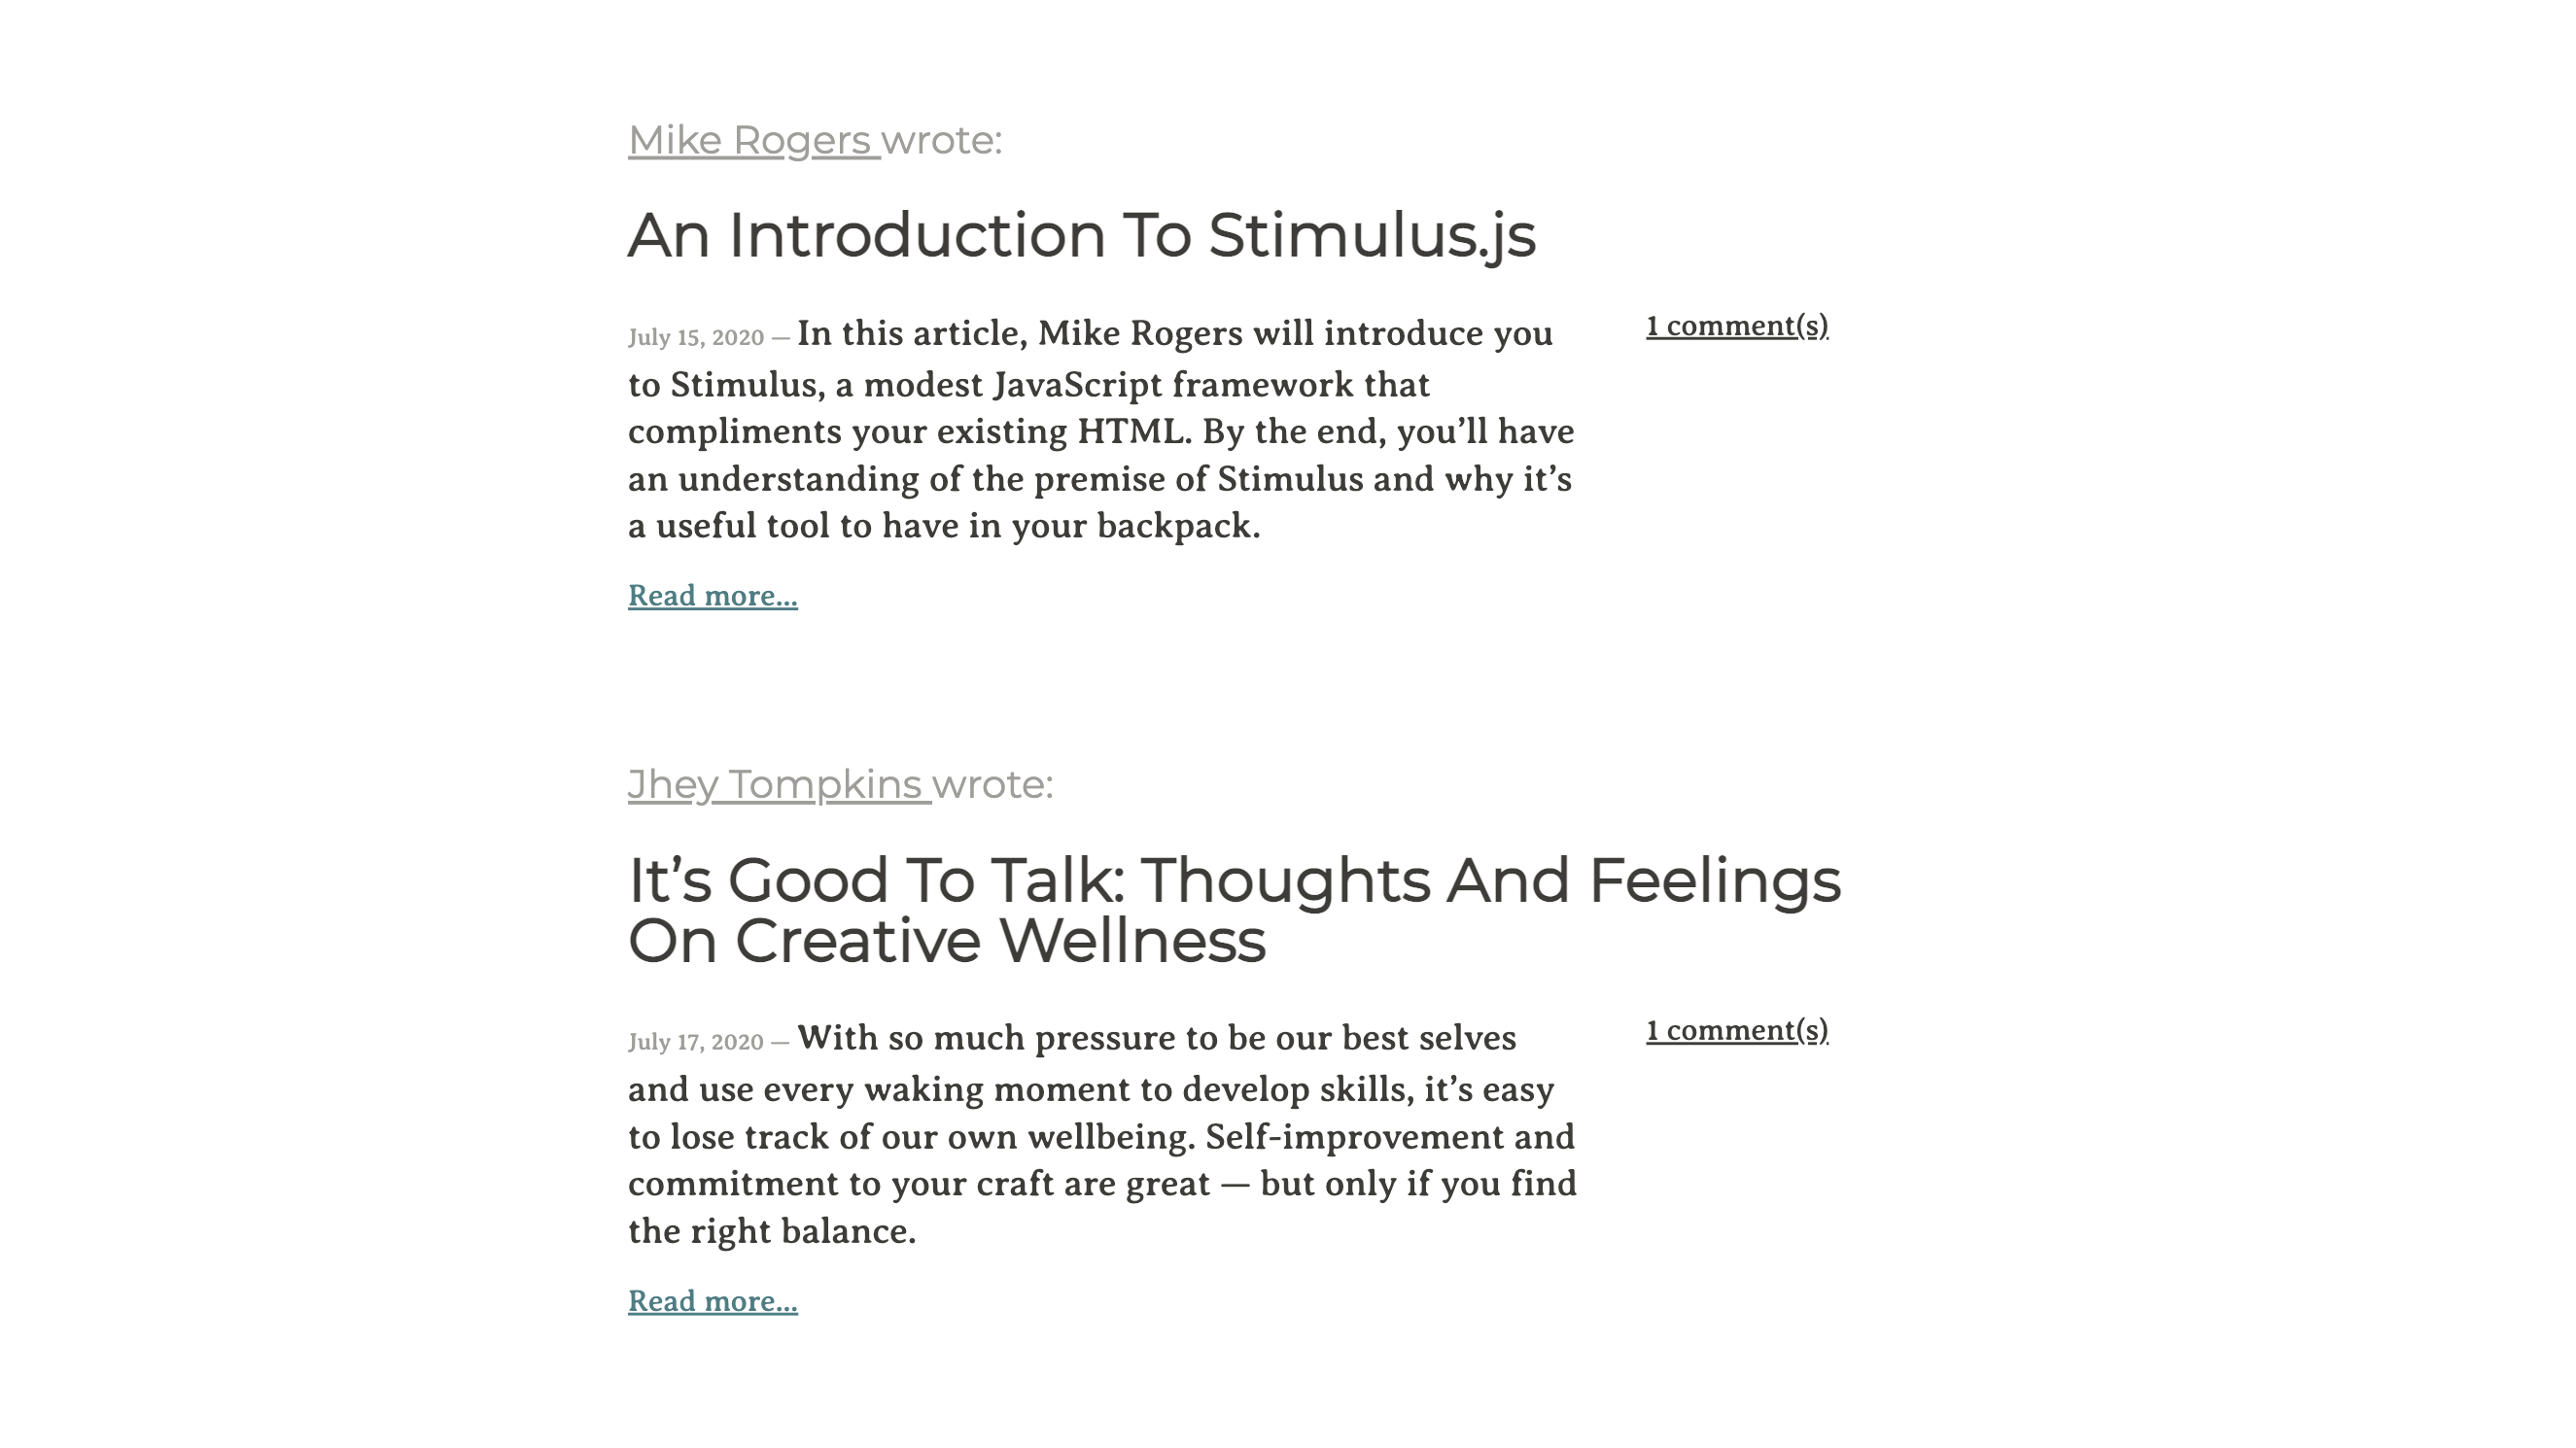 Mike Rogers wrote:
An Introduction To Stimulus.js
July 15, 2020 — In this article, Mike Rogers will introduce you
1 comment(s)
to Stimulus, a modest JavaScript framework that
compliments your existing HTML. By the end, you’ll have
an understanding of the premise of Stimulus and why it’s
a useful tool to have in your backpack.
Read more…
Jhey Tompkins wrote:
It’s Good To Talk: Thoughts And Feelings
On Creative Wellness
July 17, 2020 — With so much pressure to be our best selves
1 comment(s)
and use every waking moment to develop skills, it’s easy
to lose track of our own wellbeing. Self-improvement and
commitment to your craft are great — but only if you find
the right balance.
Read more…